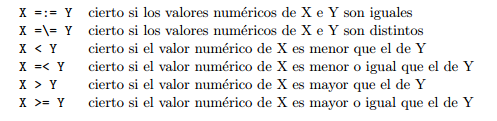 X =:= Y cierto si los valores numéricos de X e Y son iguales
X =\= Y cierto si los valores numéricos de X e Y son distintos
X < Y cierto si el valor numérico de X es menor que el de Y
X =< Y cierto si el valor numérico de X es menor o igual que el de Y
X > Y cierto si el valor numérico de X es mayor que el de Y
X >= Y cierto si el valor numérico de X es mayor o igual que el de Y